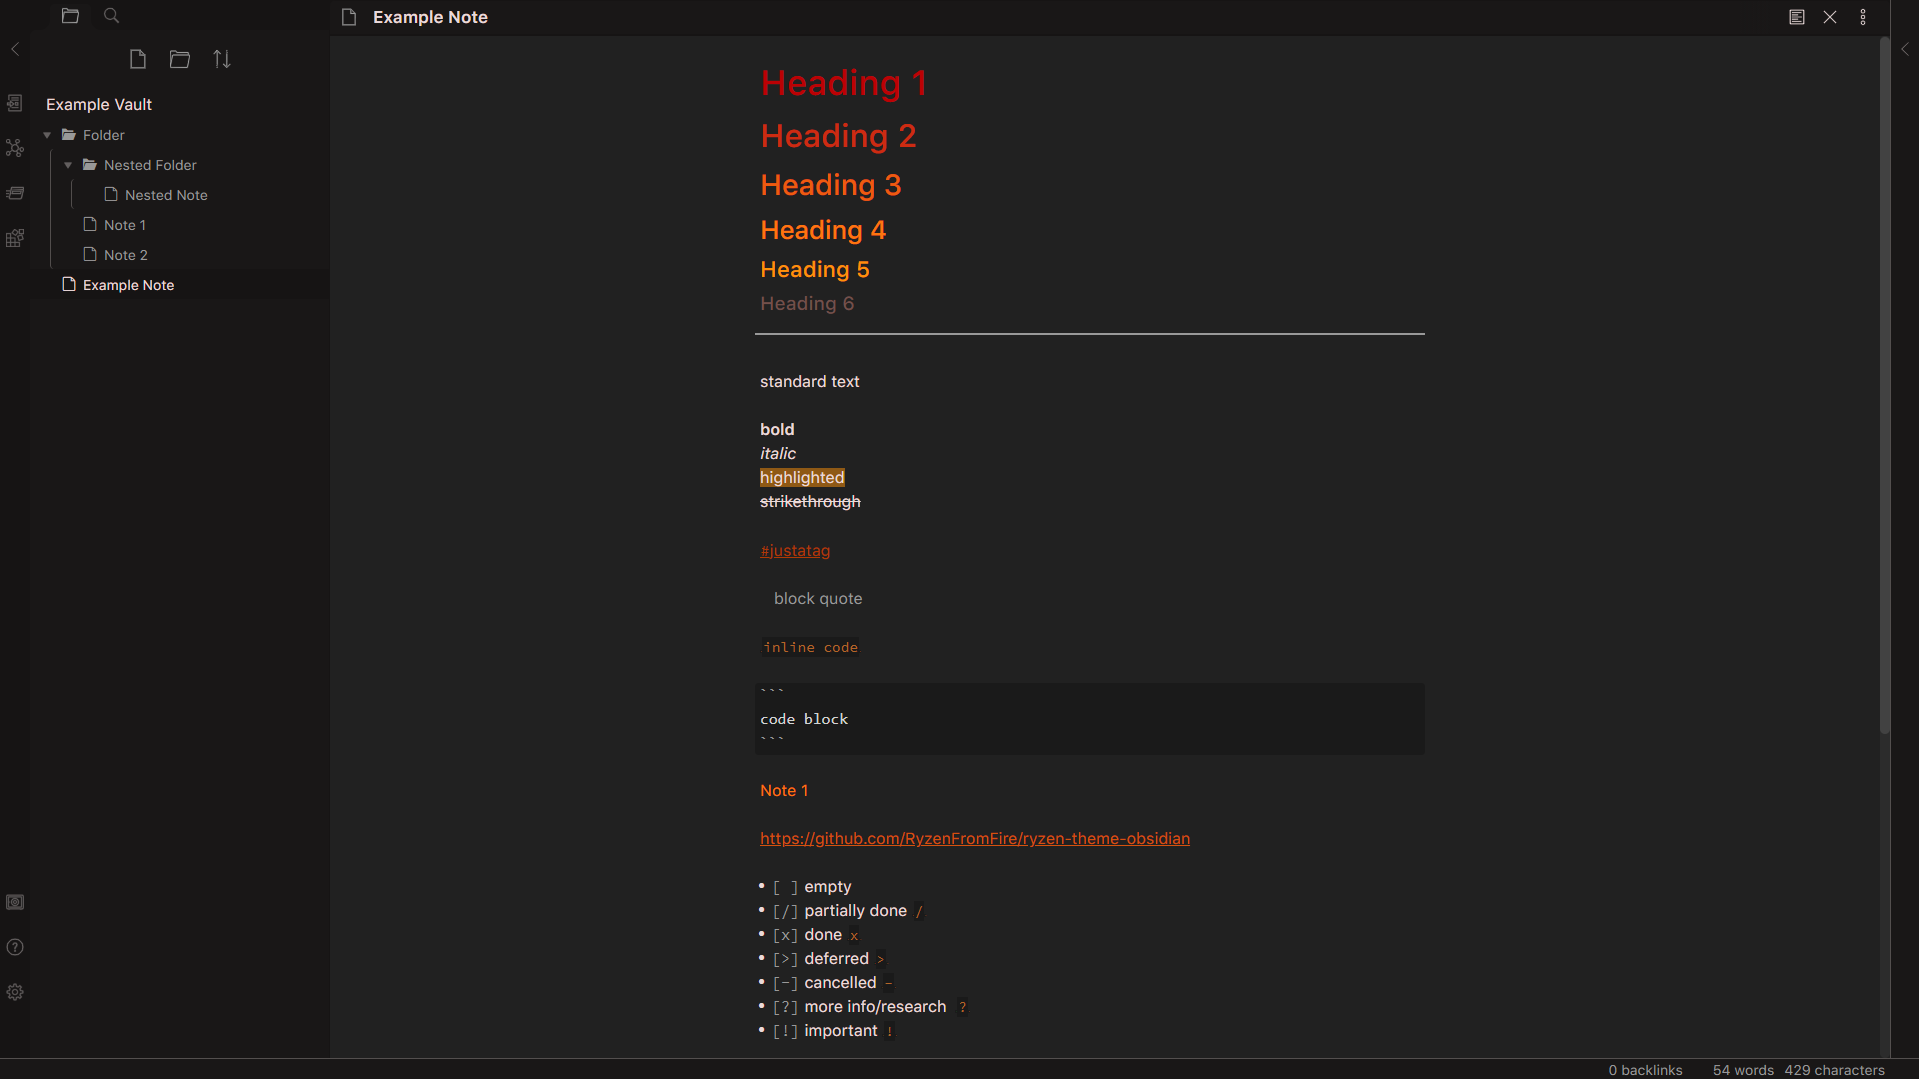 Example Note
Example Vault
Folder
Nested Folder
Nested Note
Note 1
Note 2
Example Note
Heading 1
Heading 2
Heading 3
Heading 4
Heading 5
Heading 6
standard text
bold
italic
highlighted
strikethrough
#justatag
block quote
inline code
```
code block
```
Note 1
https://github.com/RyzenFromFire/ryzen-theme-obsidian
• [ ] empty
• [/] partially done /
• [x] done x
• [>] deferred >
• [-] cancelled -
• [?] more info/research ?
• [!] important !
0 backlinks 54 words 429 characters